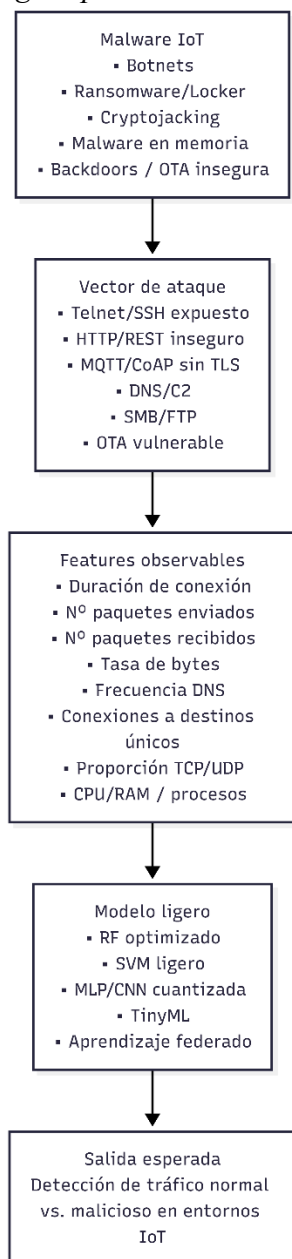 Malware IoT
▪ Botnets
▪ Ransomware/Locker
▪ Cryptojacking
▪ Malware en memoria
▪ Backdoors / OTA insegura
Vector de ataque
▪ Telnet/SSH expuesto
▪ HTTP/REST inseguro
▪ MQTT/CoAP sin TLS
▪ DNS/C2
▪ SMB/FTP
▪ OTA vulnerable
Features observables
▪ Duración de conexión
▪ Nº paquetes enviados
▪ Nº paquetes recibidos
▪ Tasa de bytes
▪ Frecuencia DNS
▪ Conexiones a destinos
únicos
▪ Proporción TCP/UDP
▪ CPU/RAM / procesos
Modelo ligero
▪ RF optimizado
▪ SVM ligero
▪ MLP/CNN cuantizada
▪ TinyML
▪ Aprendizaje federado
Salida esperada
Detección de tráfico normal
vs. malicioso en entornos
IoT